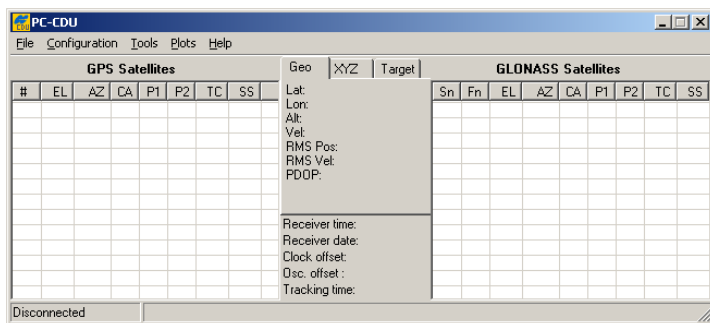 PC-CDU
File Configuration Tools Plots Help
GPS Satellites
# EL AZ CA P1 P2 TC SS
Geo XYZ Target
Lat:
Lon:
Alt:
Vel:
RMS Pos:
RMS Vel:
PDOP:
Receiver time:
Receiver date:
Clock offset:
Osc. offset :
Tracking time:
GLONASS Satellites
Sn Fn EL AZ CA P1 P2 TC SS
Disconnected